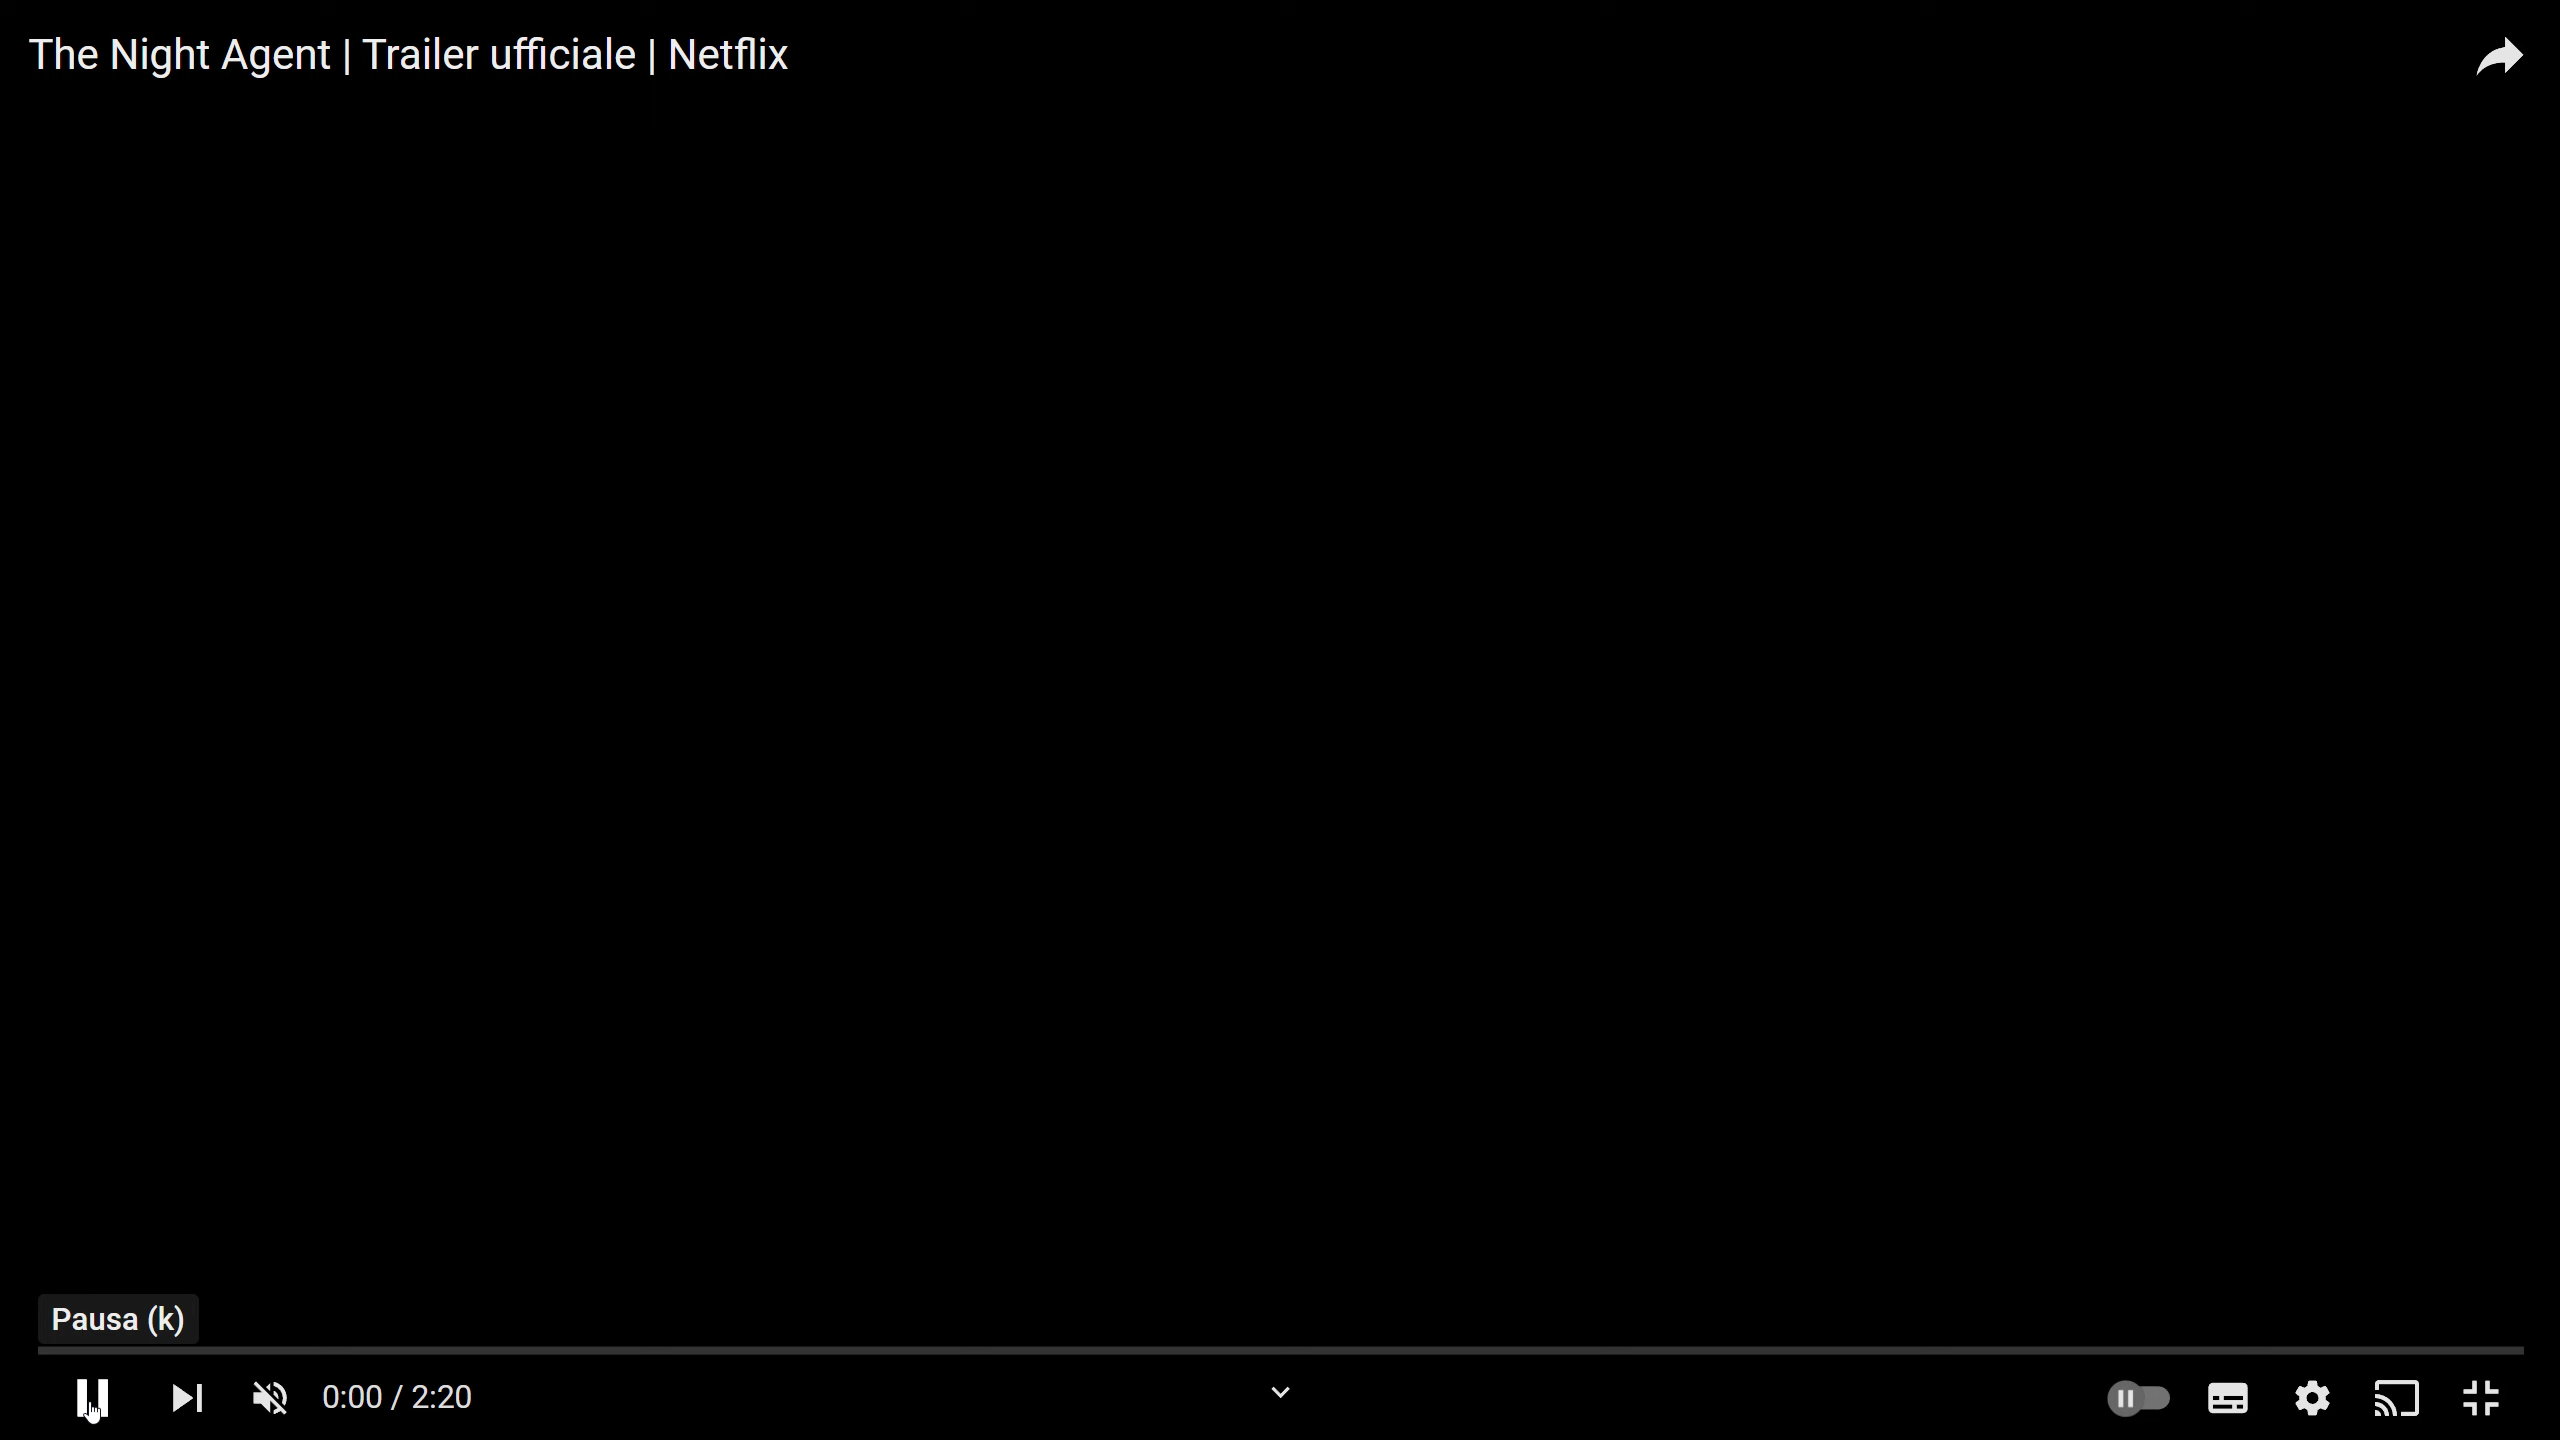 The Night Agent | Trailer ufficiale | Netflix
Pausa (k)
0:00 / 2:20